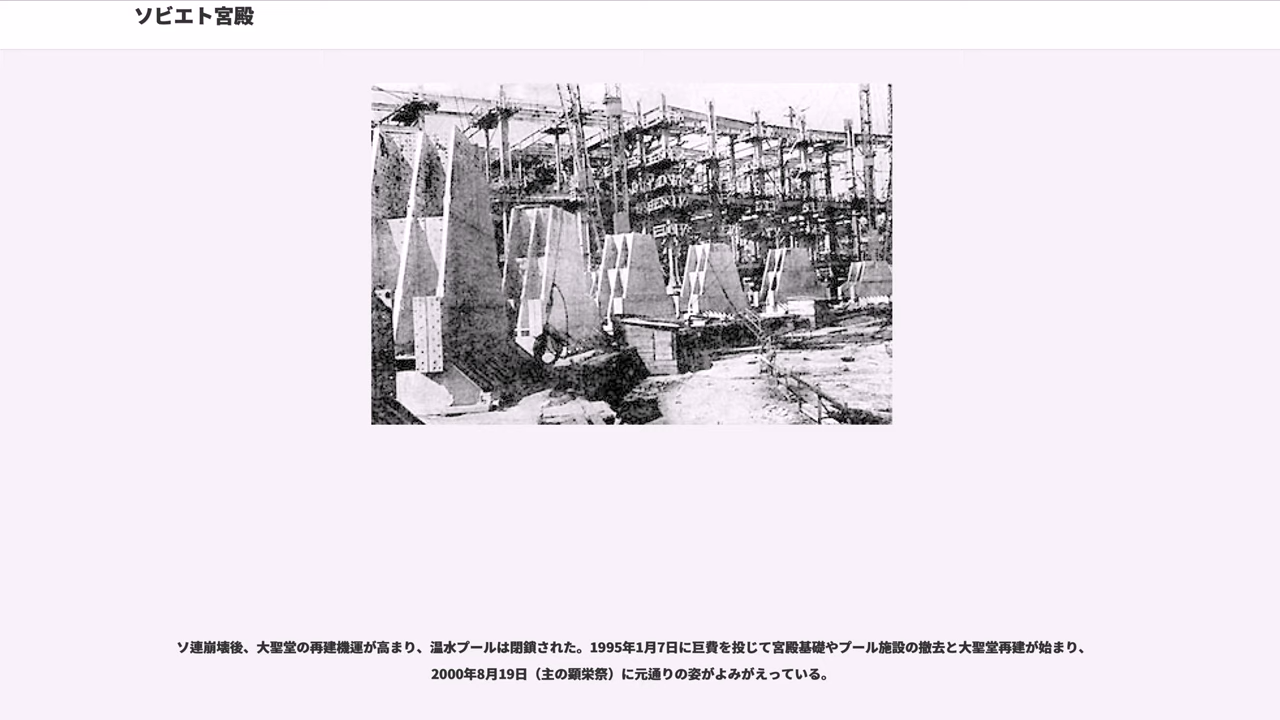 ソビエト宮殿
ソ連崩壊後、大聖堂の再建機運が高まり、温水プールは閉鎖された。1995年1月7日に巨費を投じて宮殿基礎やプール施設の撤去と大聖堂再建が始まり、
2000年8月19日（主の顕栄祭）に元通りの姿がよみがえっている。